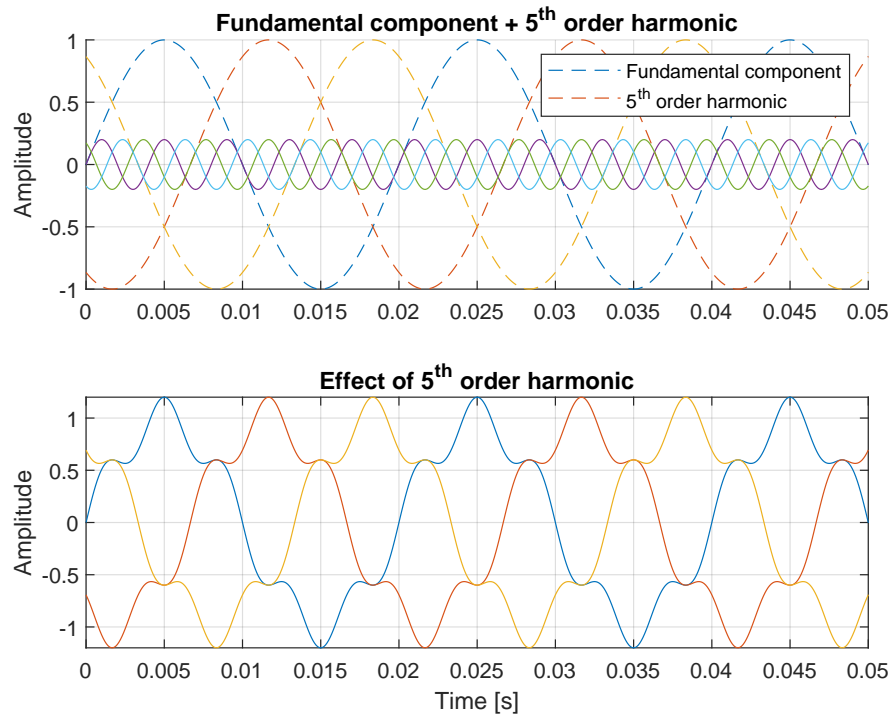 Fundamental component + 5th order harmonic
1
0.5
0
-0.5
-1
Amplitude
Fundamental component
5th order harmonic
0 0.005 0.01 0.015 0.02 0.025 0.03 0.035 0.04 0.045 0.05
Effect of 5th order harmonic
1
0.5
0
-0.5
-1
Amplitude
0 0.005 0.01 0.015 0.02 0.025 0.03 0.035 0.04 0.045 0.05
Time [s]